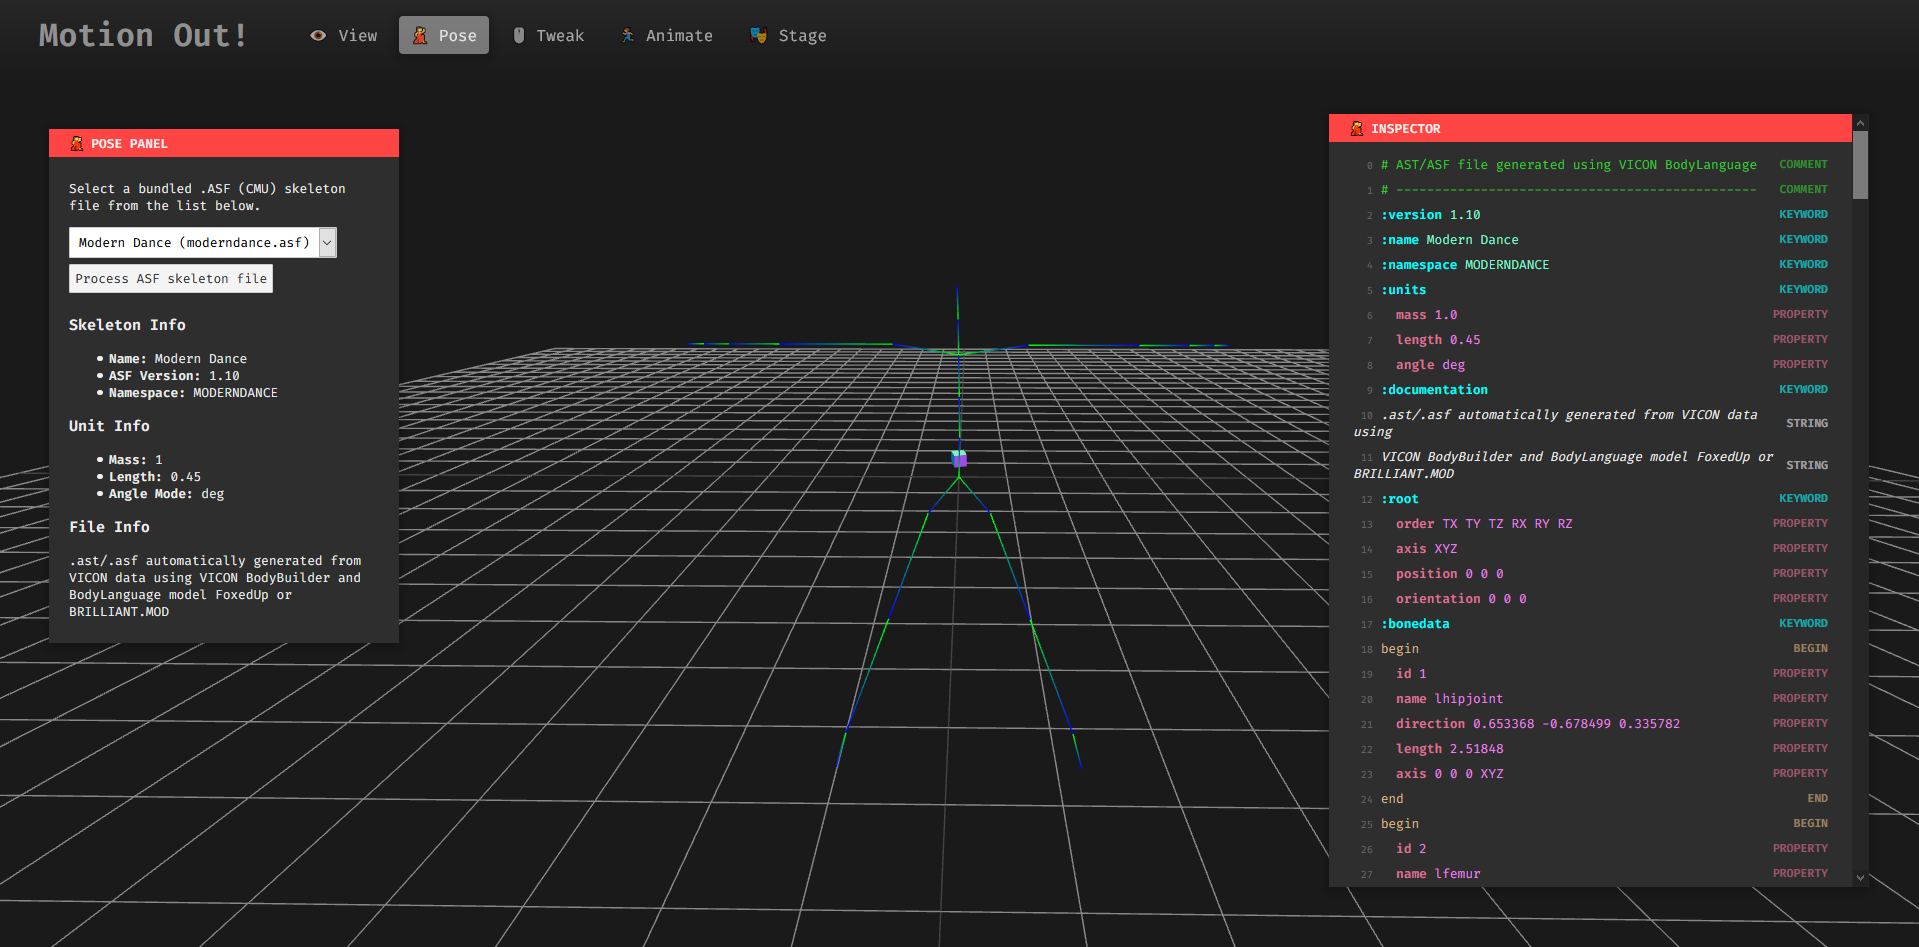 Motion Out!
View
Pose
Tweak
Animate
Stage
POSE PANEL
Select a bundled .ASF (CMU) skeleton
file from the list below.
Modern Dance (moderndance.asf)
Process ASF skeleton file
Skeleton Info
Name: Modern Dance
ASF Version: 1.10
Namespace: MODERNDANCE
Unit Info
Mass: 1
Length: 0.45
Angle Mode: deg
File Info
.ast/.asf automatically generated from
VICON data using VICON BodyBuilder and
BodyLanguage model FoxedUp or
BRILLIANT.MOD
INSPECTOR
0 # AST/ASF file generated using VICON BodyLanguage COMMENT
1 # ----------------------------------------------- COMMENT
2 :version 1.10 KEYWORD
3 :name Modern Dance KEYWORD
4 :namespace MODERNDANCE KEYWORD
5 :units KEYWORD
6 mass 1.0 PROPERTY
7 length 0.45 PROPERTY
8 angle deg PROPERTY
9 :documentation KEYWORD
10 .ast/.asf automatically generated from VICON data
using STRING
11 VICON BodyBuilder and BodyLanguage model FoxedUp or
BRILLIANT.MOD STRING
12 :root KEYWORD
13 order TX TY TZ RX RY RZ PROPERTY
14 axis XYZ PROPERTY
15 position 0 0 0 PROPERTY
16 orientation 0 0 0 PROPERTY
17 :bonedata KEYWORD
18 begin BEGIN
19 id 1 PROPERTY
20 name lhipjoint PROPERTY
21 direction 0.653368 -0.678499 0.335782 PROPERTY
22 length 2.51848 PROPERTY
23 axis 0 0 0 XYZ PROPERTY
24 end END
25 begin BEGIN
26 id 2 PROPERTY
27 name lfemur PROPERTY